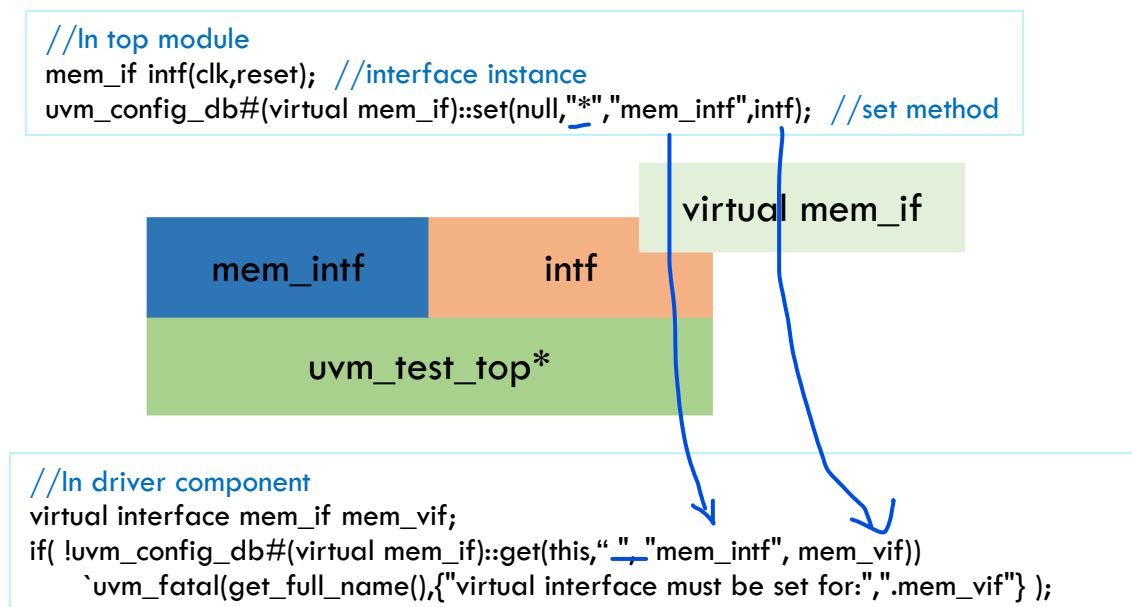 //In top module
mem_if intf(clk,reset); //interface instance
uvm_config_db#(virtual mem_if)::set(null,"*","mem_intf",intf); //set method
virtual mem_if
mem_intf intf
uvm_test_top*
//In driver component
virtual interface mem_if mem_vif;
if( !uvm_config_db#(virtual mem_if)::get(this,“ ", "mem_intf", mem_vif))
`uvm_fatal(get_full_name(),{"virtual interface must be set for:",".mem_vif"} );